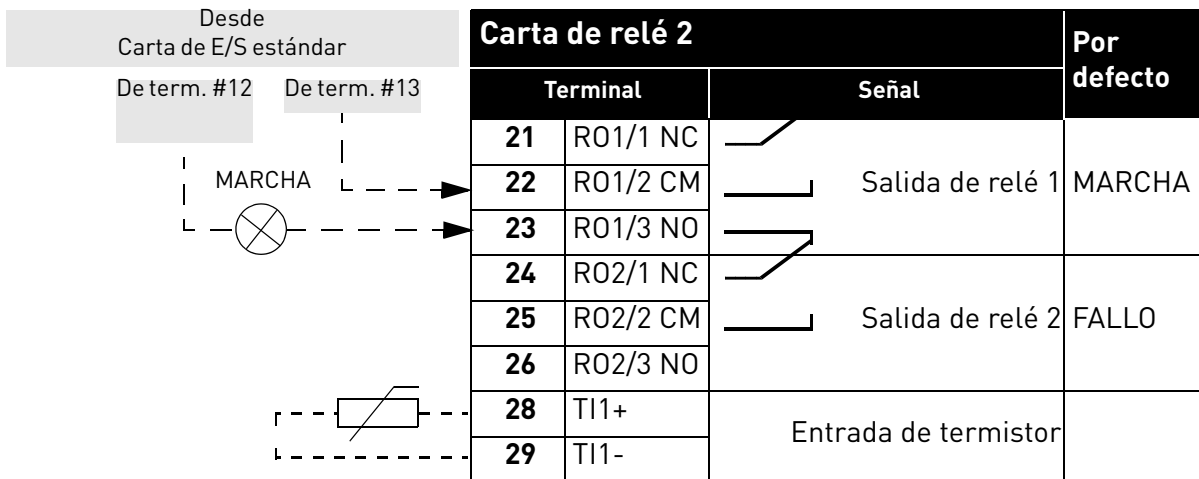 Desde
Carta de E/S estándar
De term. #12 De term. #13
MARCHA
Carta de relé 2 Por defecto
Terminal Señal
21 RO1/1 NC
22 RO1/2 CM Salida de relé 1 MARCHA
23 RO1/3 NO
24 RO2/1 NC
25 RO2/2 CM Salida de relé 2 FALLO
26 RO2/3 NO
28 TI1+ Entrada de termistor
29 TI1-